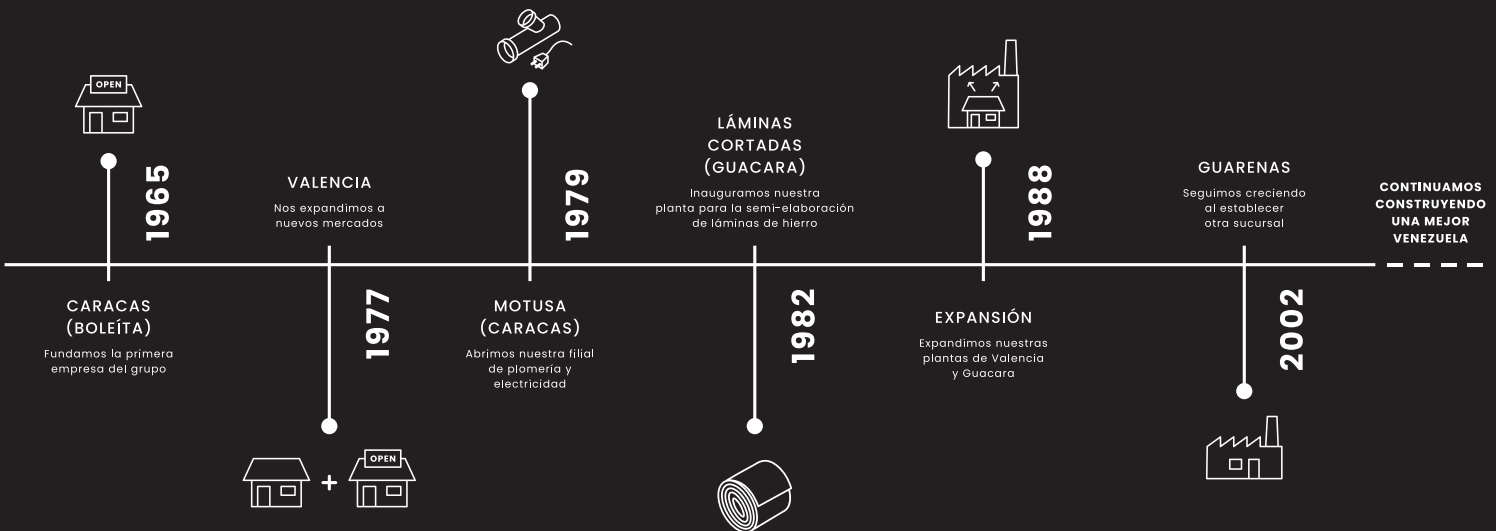 OPEN
1965
CARACAS
(BOLEÍTA)
Fundamos la primera
empresa del grupo
VALENCIA
Nos expandimos a
nuevos mercados
1977
OPEN
1979
MOTUSA
(CARACAS)
Abrimos nuestra filial
de plomería y
electricidad
LÁMINAS
CORTADAS
(GUACARA)
Inauguramos nuestra
planta para la semi-elaboración
de láminas de hierro
1982
1988
EXPANSIÓN
Expandimos nuestras
plantas de Valencia
y Guacara
GUARENAS
Seguimos creciendo
al establecer
otra sucursal
2002
CONTINUAMOS
CONSTRUYENDO
UNA MEJOR
VENEZUELA